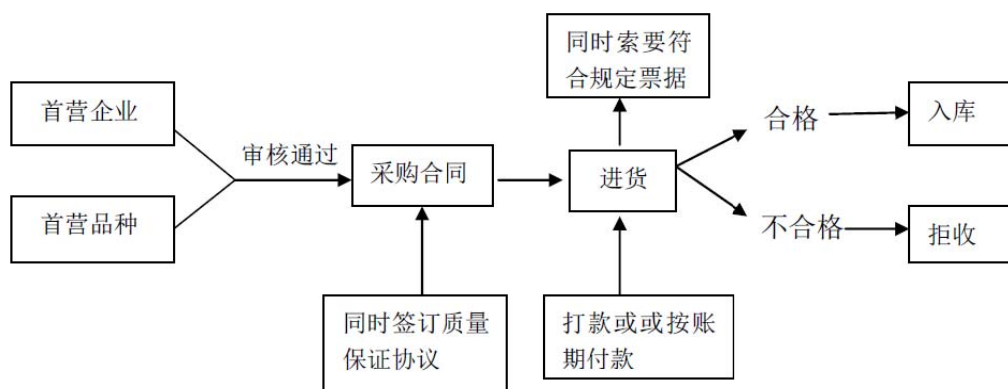 同时索要符
合规定票据
首营企业
合格
入库
审核通过
采购合同
进货
首营品种
不合格
拒收
同时签订质量
保证协议
打款或或按账
期付款